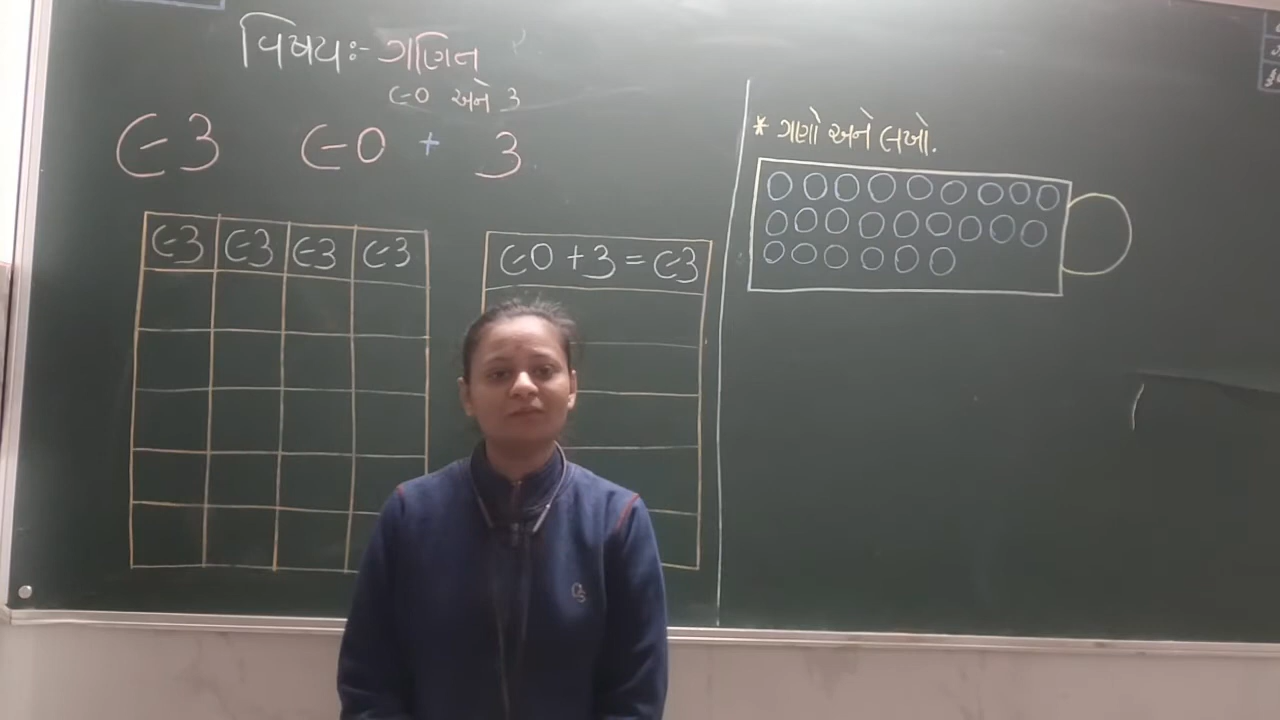 વિષયઃ- ગણિત
૯૦ અને ૩
૯૩ ૯૦ + ૩
૯૩ ૯૩ ૯૩ ૯૩
૯૦ + ૩ = ૯૩
* ગણો અને લખો.